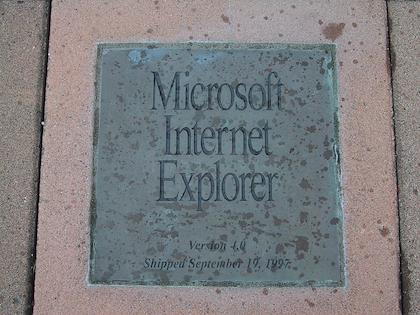 Microsoft
Internet
Explorer
Version 4.0
Shipped September 19, 1997